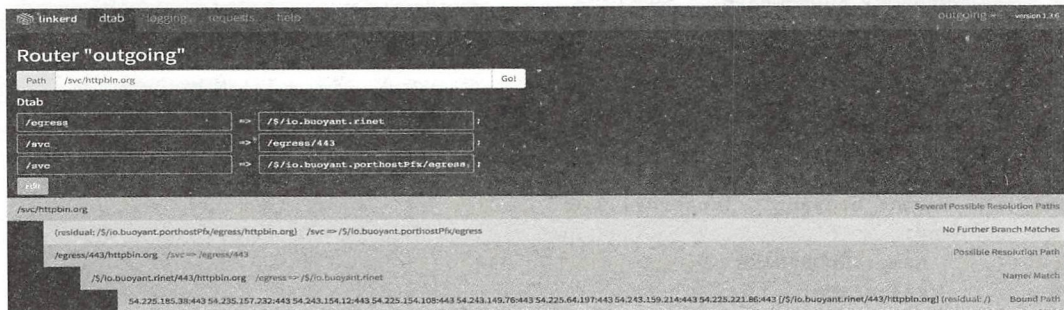 linkerd dtab logging requests help outgoing version 1.3.6
Router "outgoing"
Path /svc/httpbin.org Go!
Dtab
/egress => /$/io.buoyant.rinet ;
/svc => /egress/443 ;
/svc => /$/io.buoyant.porthostPfx/egress ;
Edit
/svc/httpbin.org Several Possible Resolution Paths
(residual: /$/io.buoyant.porthostPfx/egress/httpbin.org) /svc => /$/io.buoyant.porthostPfx/egress No Further Branch Matches
/egress/443/httpbin.org /svc => /egress/443 Possible Resolution Path
/$/io.buoyant.rinet/443/httpbin.org /egress => /$/io.buoyant.rinet Name Match
54.225.185.38:443 54.235.157.232:443 54.243.154.12:443 54.225.154.108:443 54.243.149.76:443 54.225.64.197:443 54.243.159.214:443 54.225.221.86:443 [/$/io.buoyant.rinet/443/httpbin.org] (residual: /) Bound Path